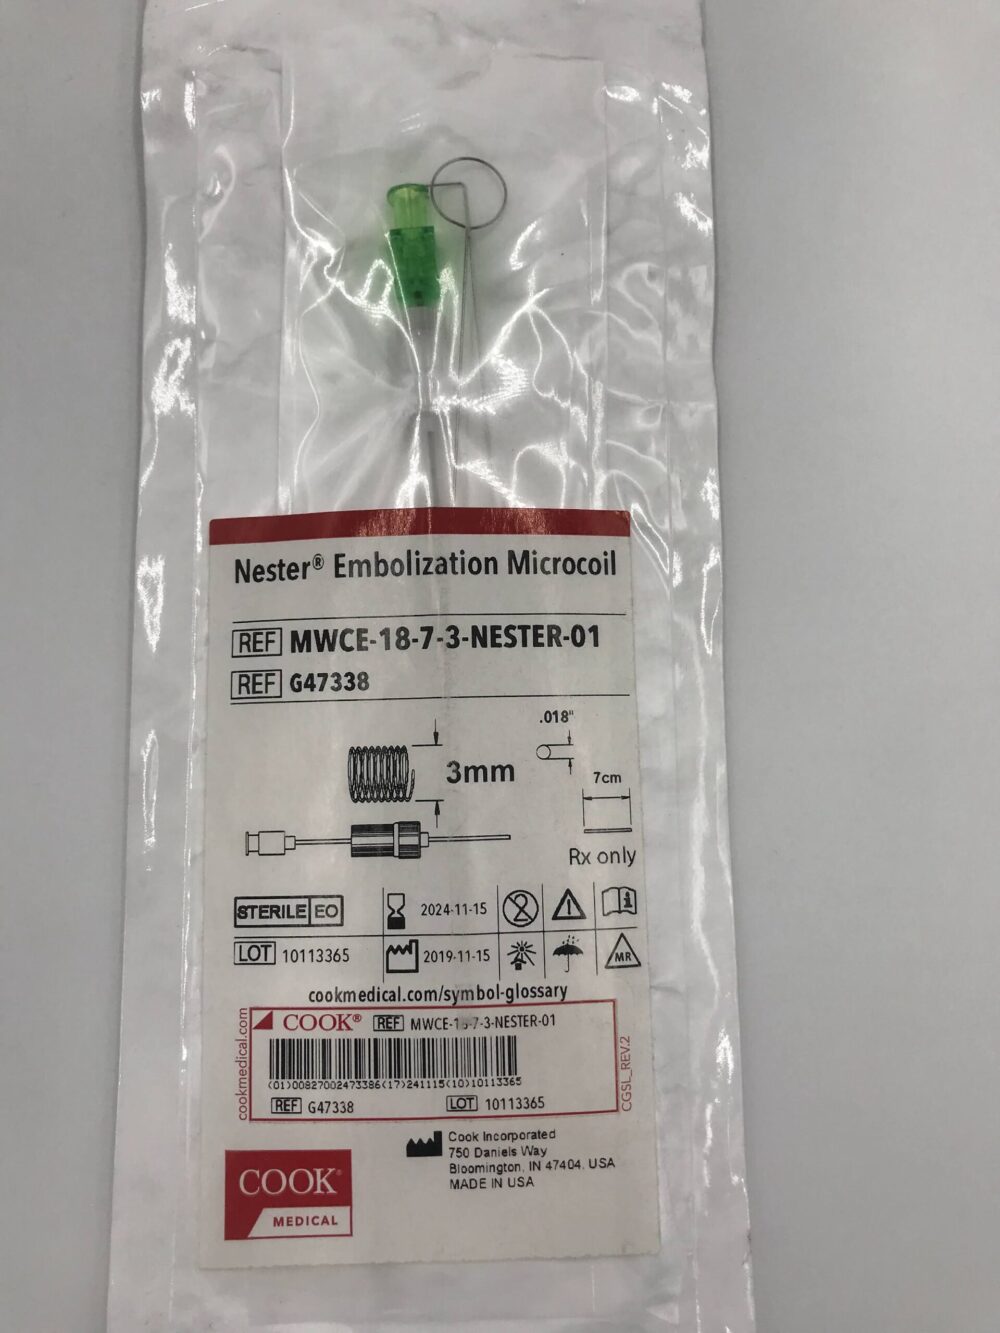 Nester® Embolization Microcoil
REF MWCE-18-7-3-NESTER-01
REF G47338
.018"
3mm
7cm
Rx only
STERILE EO 2024-11-15 2
LOT 10113365 2019-11-15 MR
cookmedical.com/symbol-glossary
cookmedical.com
COOK® REF MWCE-18-7-3-NESTER-01
(01)00827002473386(17)241115(10)10113365
REF G47338 LOT 10113365
CGSL_REV.2
Cook Incorporated
750 Daniels Way
Bloomington, IN 47404, USA
MADE IN USA
COOK®
MEDICAL